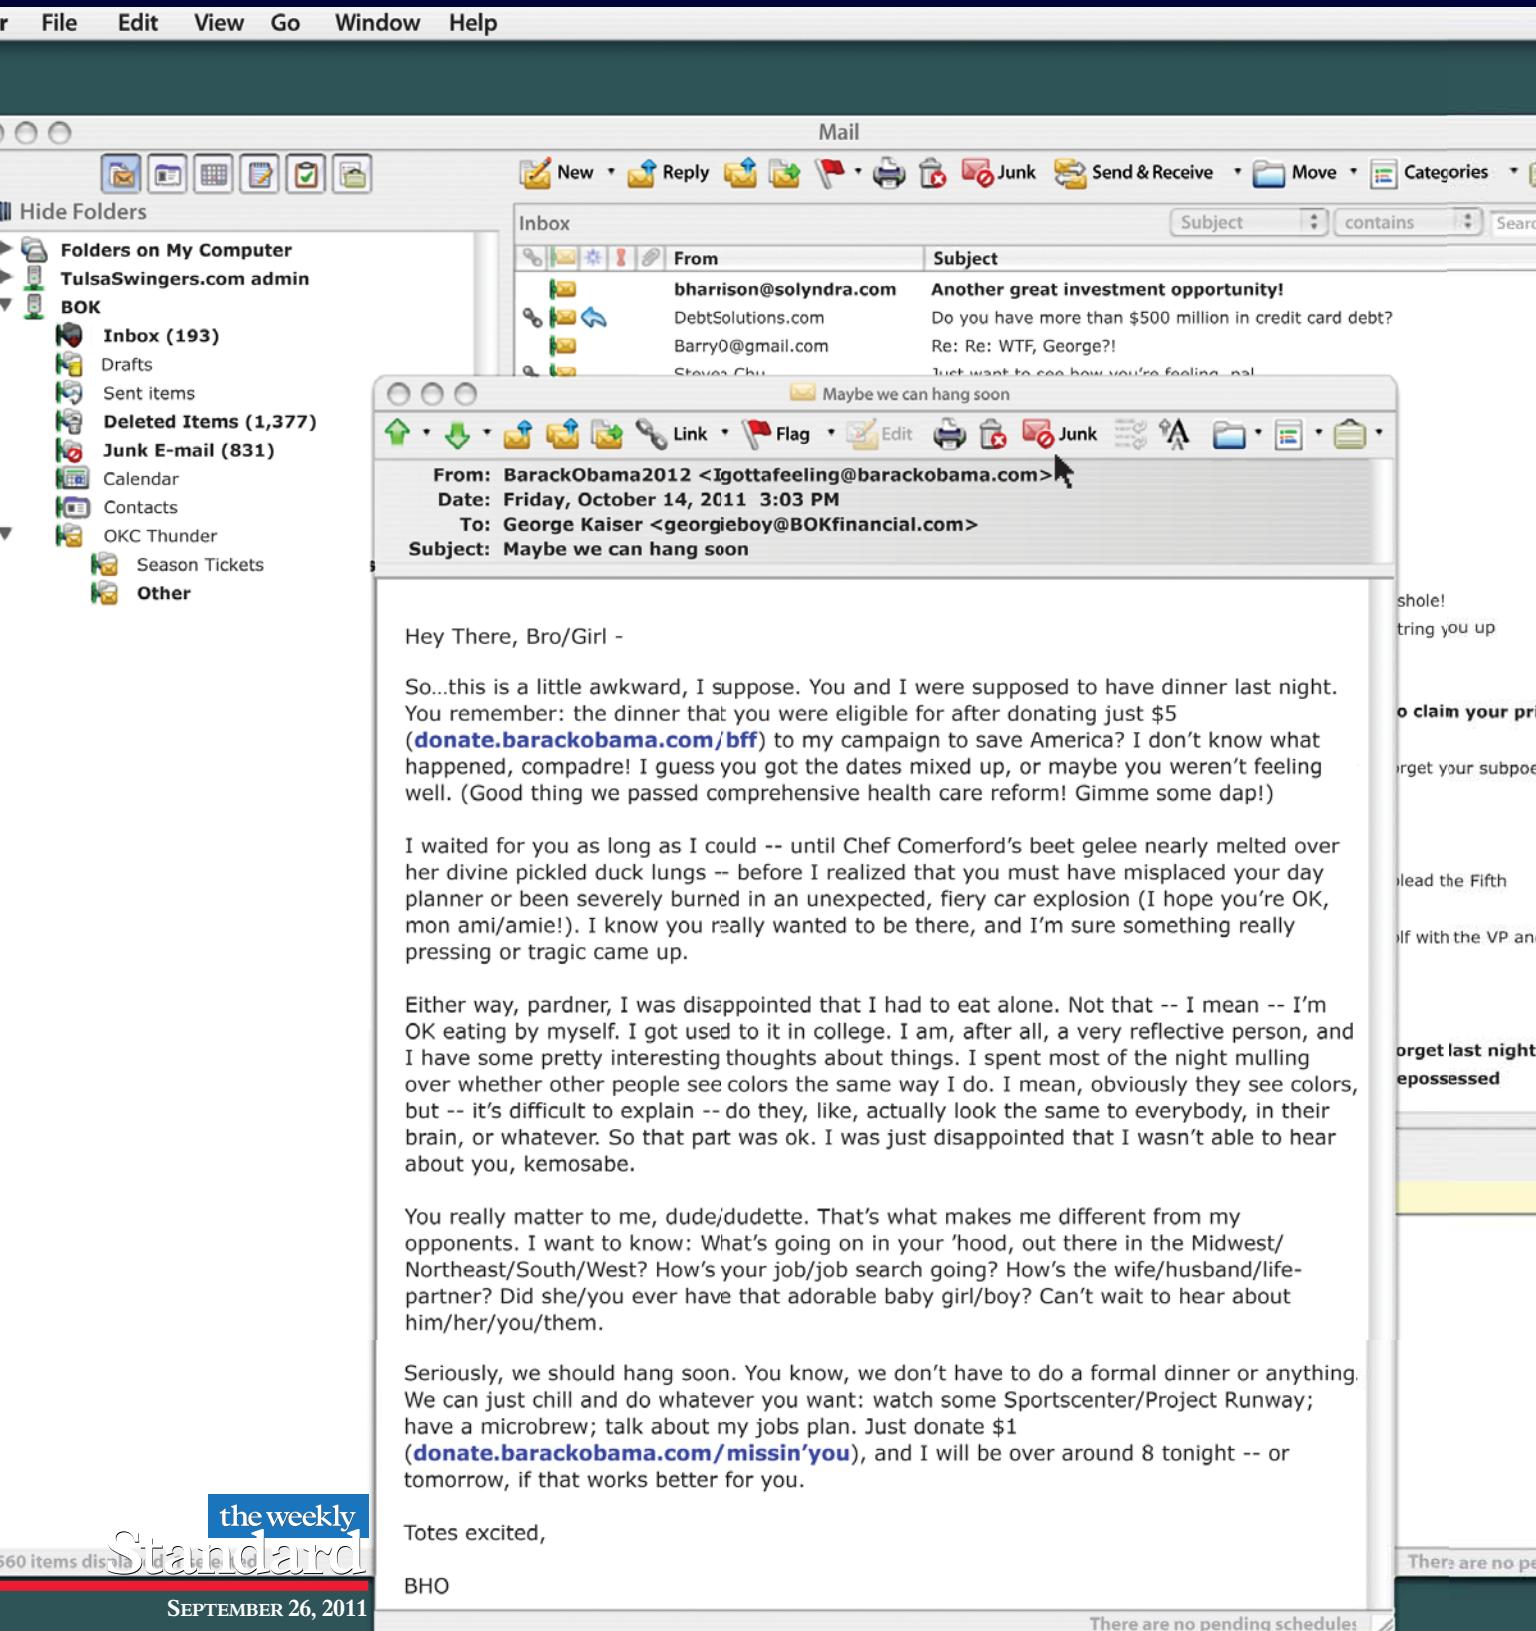 File Edit View Go Window Help
Mail
New Reply Junk Send & Receive Move Categories
Hide Folders
Inbox Subject contains
From Subject
Folders on My Computer
TulsaSwingers.com admin
BOK
Inbox (193)
Drafts
Sent items
Deleted Items (1,377)
Junk E-mail (831)
Calendar
Contacts
OKC Thunder
Season Tickets
Other
bharrison@solyndra.com Another great investment opportunity!
DebtSolutions.com Do you have more than $500 million in credit card debt?
Barry0@gmail.com Re: Re: WTF, George?!
Steven Chu Just want to see how you're feeling, pal
Maybe we can hang soon
Link Flag Edit Junk
From: BarackObama2012 <Igottafeeling@barackobama.com>
Date: Friday, October 14, 2011 3:03 PM
To: George Kaiser <georgieboy@BOKfinancial.com>
Subject: Maybe we can hang soon
Hey There, Bro/Girl -
So...this is a little awkward, I suppose. You and I were supposed to have dinner last night.
You remember: the dinner that you were eligible for after donating just $5
(donate.barackobama.com/bff) to my campaign to save America? I don't know what
happened, compadre! I guess you got the dates mixed up, or maybe you weren't feeling
well. (Good thing we passed comprehensive health care reform! Gimme some dap!)
I waited for you as long as I could -- until Chef Comerford's beet gelee nearly melted over
her divine pickled duck lungs -- before I realized that you must have misplaced your day
planner or been severely burned in an unexpected, fiery car explosion (I hope you're OK,
mon ami/amie!). I know you really wanted to be there, and I'm sure something really
pressing or tragic came up.
Either way, pardner, I was disappointed that I had to eat alone. Not that -- I mean -- I'm
OK eating by myself. I got used to it in college. I am, after all, a very reflective person, and
I have some pretty interesting thoughts about things. I spent most of the night mulling
over whether other people see colors the same way I do. I mean, obviously they see colors,
but -- it's difficult to explain -- do they, like, actually look the same to everybody, in their
brain, or whatever. So that part was ok. I was just disappointed that I wasn't able to hear
about you, kemosabe.
You really matter to me, dude/dudette. That's what makes me different from my
opponents. I want to know: What's going on in your 'hood, out there in the Midwest/
Northeast/South/West? How's your job/job search going? How's the wife/husband/life-
partner? Did she/you ever have that adorable baby girl/boy? Can't wait to hear about
him/her/you/them.
Seriously, we should hang soon. You know, we don't have to do a formal dinner or anything.
We can just chill and do whatever you want: watch some Sportscenter/Project Runway;
have a microbrew; talk about my jobs plan. Just donate $1
(donate.barackobama.com/missin'you), and I will be over around 8 tonight -- or
tomorrow, if that works better for you.
Totes excited,
BHO
There are no pending schedules
shole!
tring you up
o claim your pri
rget your subpoe
lead the Fifth
lf with the VP an
orget last night
epossessed
There are no pe
560 items
the weekly
Standard
SEPTEMBER 26, 2011